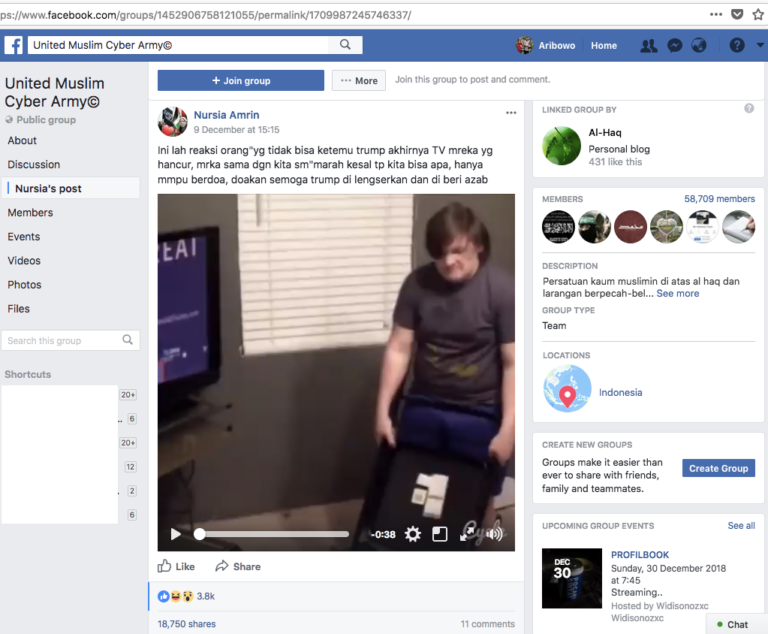 ps://www.facebook.com/groups/1452906758121055/permalink/1709987245746337/
United Muslim Cyber Army©
Aribowo
Home
United Muslim
Cyber Army©
Public group
About
Discussion
Nursia's post
Members
Events
Videos
Photos
Files
Search this group
Shortcuts
20+
6
20+
12
2
6
+ Join group
··· More
Join this group to post and comment.
Nursia Amrin
9 December at 15:15
Ini lah reaksi orang"yg tidak bisa ketemu trump akhirnya TV mreka yg
hancur, mrka sama dgn kita sm"marah kesal tp kita bisa apa, hanya
mmpu berdoa, doakan semoga trump di lengserkan dan di beri azab
EAT
-0:38
Like
Share
3.8k
18,750 shares
11 comments
LINKED GROUP BY
Al-Haq
Personal blog
431 like this
MEMBERS
58,709 members
DESCRIPTION
Persatuan kaum muslimin di atas al haq dan
larangan berpecah-bel... See more
GROUP TYPE
Team
LOCATIONS
Indonesia
CREATE NEW GROUPS
Groups make it easier than
ever to share with friends,
family and teammates.
Create Group
UPCOMING GROUP EVENTS
See all
DEC
30
PROFILBOOK
Sunday, 30 December 2018
at 7:45
Streaming..
Hosted by Widisonozxc
Widisonozxc
Chat